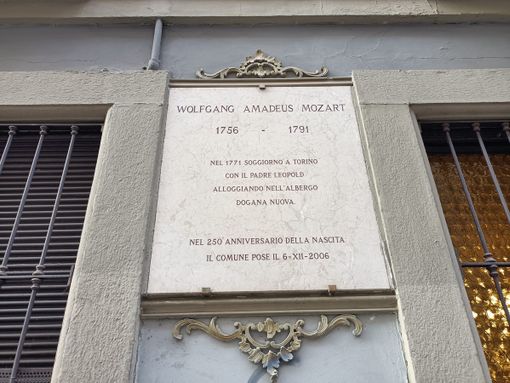 WOLFGANG AMADEUS MOZART
1756 - 1791
NEL 1771 SOGGIORNO A TORINO
CON IL PADRE LEOPOLD
ALLOGGIANDO NELL'ALBERGO
DOGANA NUOVA.
NEL 250° ANNIVERSARIO DELLA NASCITA
IL COMUNE POSE IL 6-XII-2006